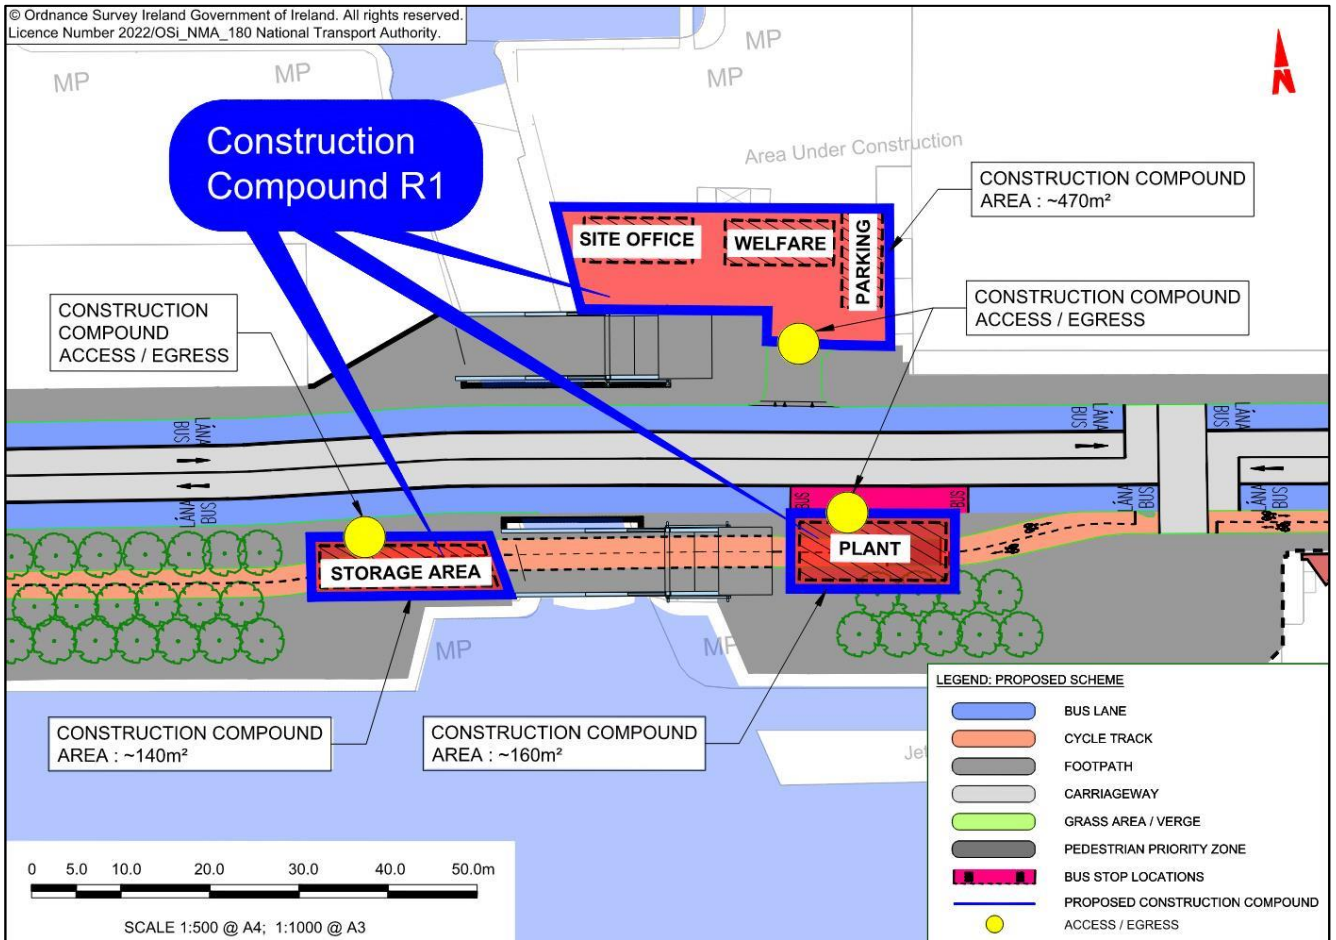 © Ordnance Survey Ireland Government of Ireland. All rights reserved.
Licence Number 2022/OSi_NMA_180 National Transport Authority.
MP
MP
MP
MP
N
Construction
Compound R1
Area Under Construction
CONSTRUCTION COMPOUND
AREA : ~470m²
SITE OFFICE
WELFARE
PARKING
CONSTRUCTION
COMPOUND
ACCESS / EGRESS
CONSTRUCTION COMPOUND
ACCESS / EGRESS
LÁNA
BUS
LÁNA
BUS
LÁNA
BUS
LÁNA
BUS
BUS
BUS
LÁNA
BUS
LÁNA
BUS
STORAGE AREA
PLANT
MP
MP
CONSTRUCTION COMPOUND
AREA : ~140m²
CONSTRUCTION COMPOUND
AREA : ~160m²
Jet
LEGEND: PROPOSED SCHEME
BUS LANE
CYCLE TRACK
FOOTPATH
CARRIAGEWAY
GRASS AREA / VERGE
PEDESTRIAN PRIORITY ZONE
BUS STOP LOCATIONS
PROPOSED CONSTRUCTION COMPOUND
ACCESS / EGRESS
0 5.0 10.0 20.0 30.0 40.0 50.0m
SCALE 1:500 @ A4; 1:1000 @ A3